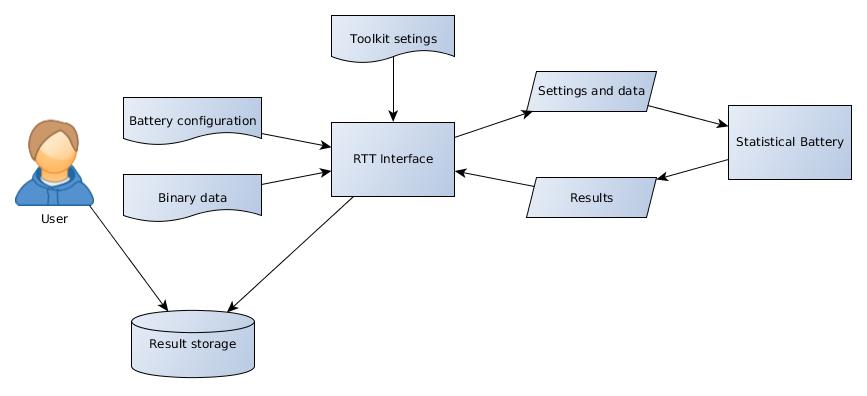 Toolkit setings
Battery configuration
Settings and data
RTT Interface
Statistical Battery
Binary data
Results
User
Result storage